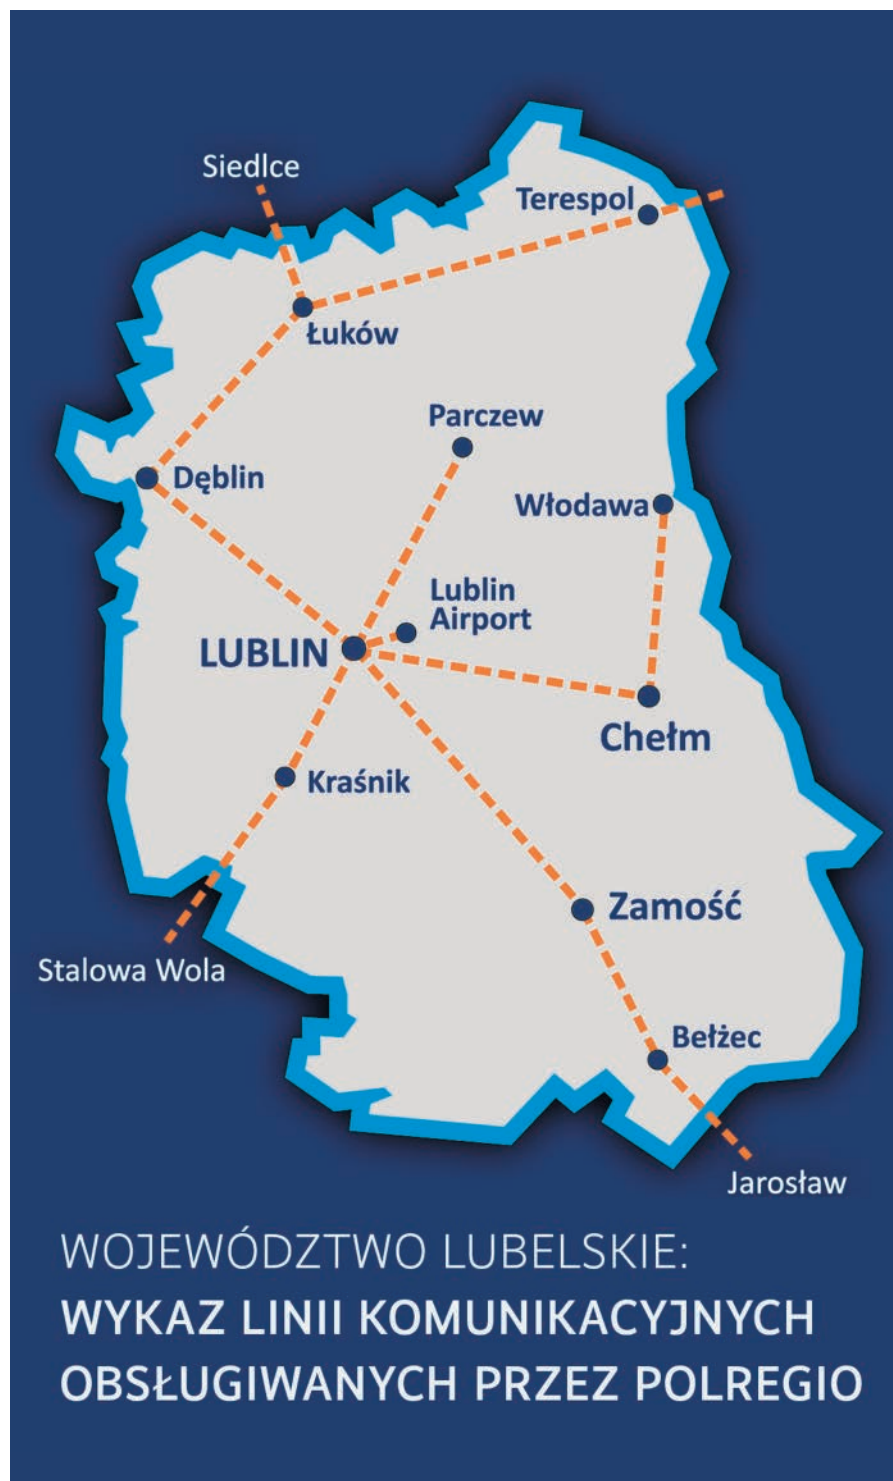 Siedlce
Terespol
Łuków
Parczew
Dęblin
Włodawa
Lublin
Airport
LUBLIN
Chełm
Kraśnik
Zamość
Stalowa Wola
Bełżec
Jarosław
WOJEWÓDZTWO LUBELSKIE:
WYKAZ LINII KOMUNIKACYJNYCH
OBSŁUGIWANYCH PRZEZ POLREGIO